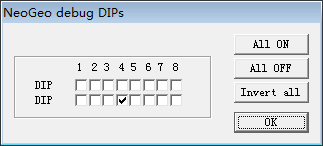 NeoGeo debug DIPs
1 2 3 4 5 6 7 8
DIP
DIP
All ON
All OFF
Invert all
OK